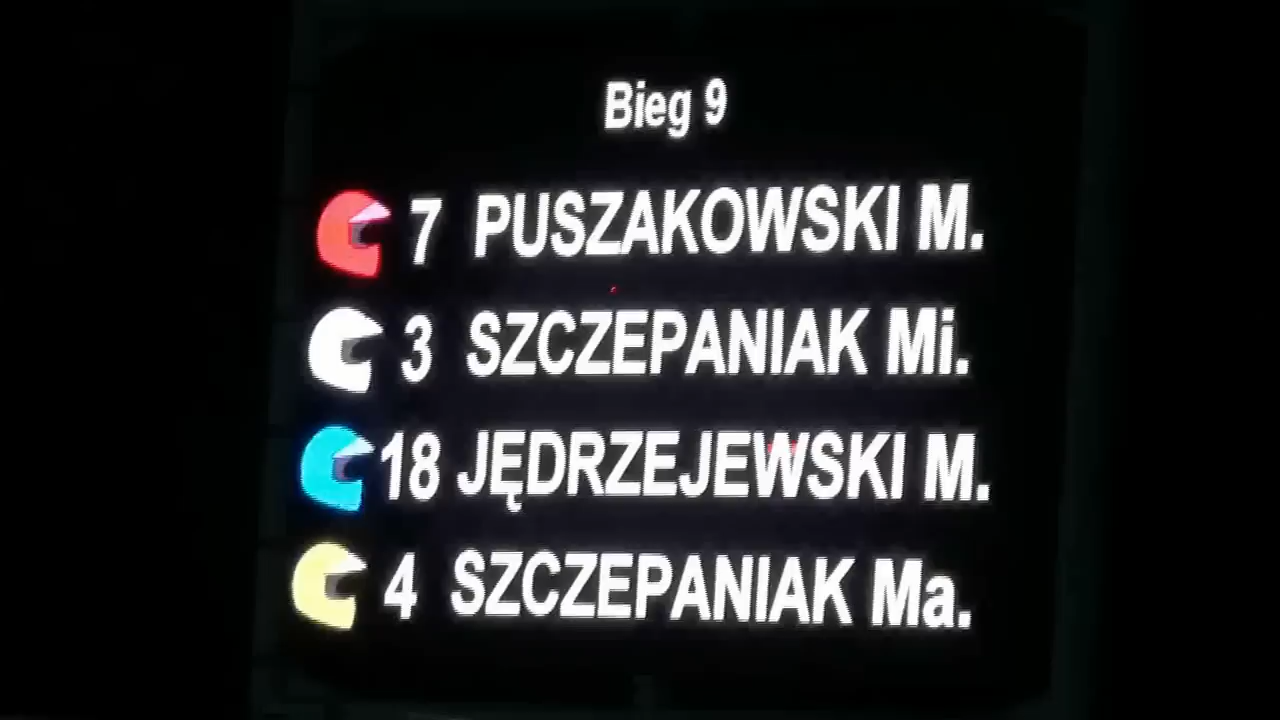 Bieg 9
7 PUSZAKOWSKI M.
3 SZCZEPANIAK Mi.
18 JĘDRZEJEWSKI M.
4 SZCZEPANIAK Ma.